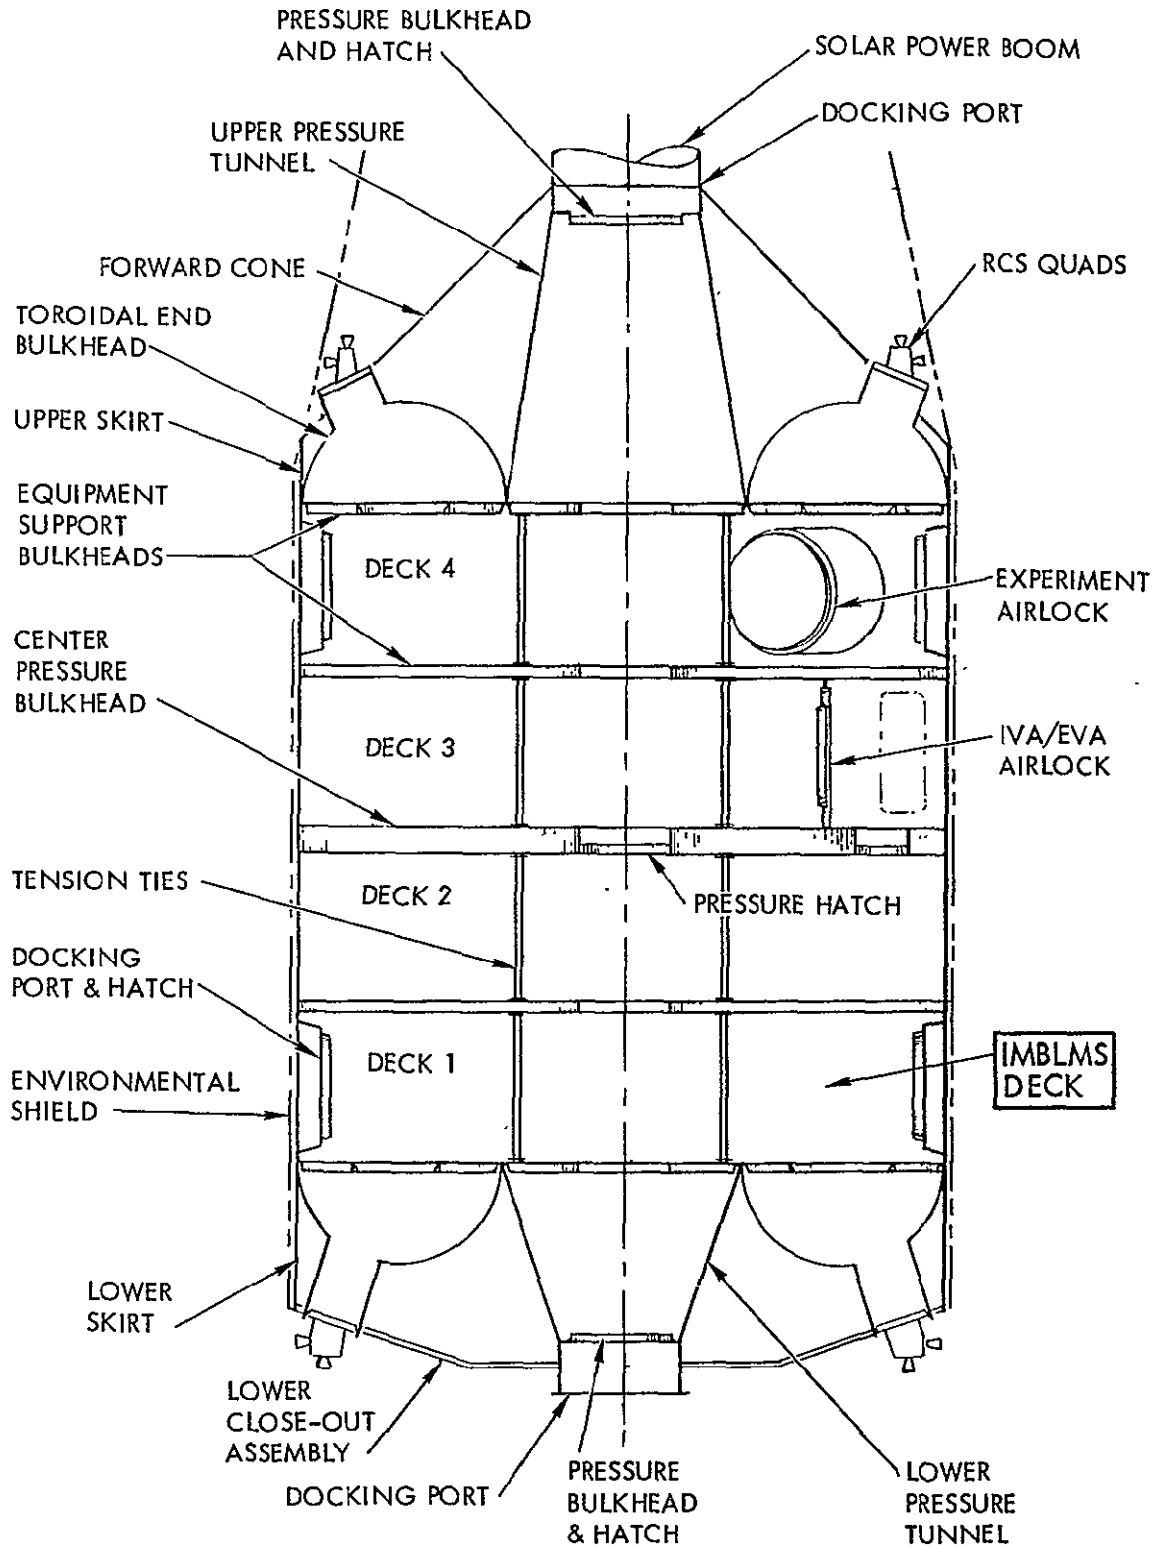 PRESSURE BULKHEAD
AND HATCH
SOLAR POWER BOOM
DOCKING PORT
UPPER PRESSURE
TUNNEL
FORWARD CONE
RCS QUADS
TOROIDAL END
BULKHEAD
UPPER SKIRT
EQUIPMENT
SUPPORT
BULKHEADS
DECK 4
EXPERIMENT
AIRLOCK
CENTER
PRESSURE
BULKHEAD
DECK 3
IVA/EVA
AIRLOCK
TENSION TIES
DECK 2
PRESSURE HATCH
DOCKING
PORT & HATCH
DECK 1
IMBLMS
DECK
ENVIRONMENTAL
SHIELD
LOWER
SKIRT
LOWER
CLOSE-OUT
ASSEMBLY
DOCKING PORT
PRESSURE
BULKHEAD
& HATCH
LOWER
PRESSURE
TUNNEL